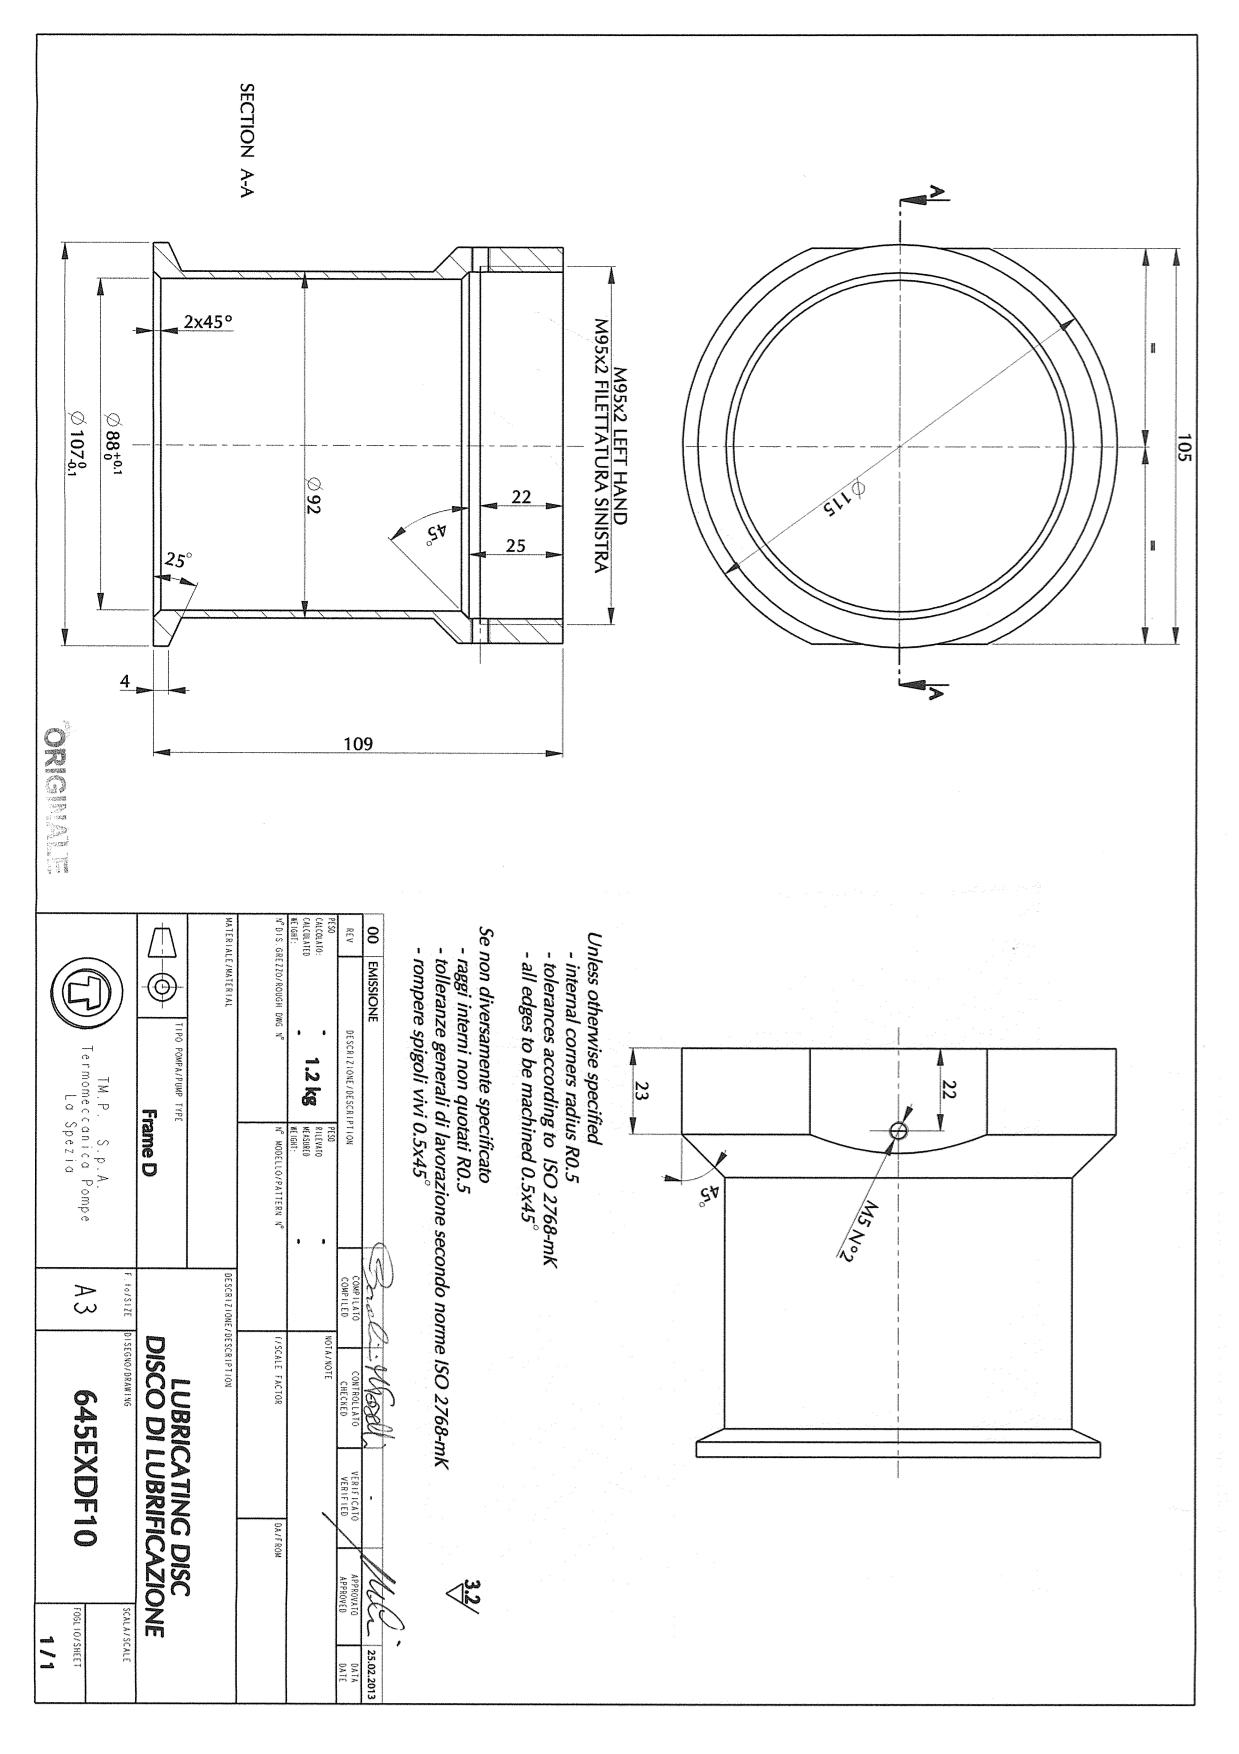 SECTION A-A
A
A
105
=
=
Ø 115
M95x2 LEFT HAND
M95x2 FILETTATURA SINISTRA
22
25
45°
Ø 92
2x45°
25°
Ø 88 +0.1 0
Ø 107 0 -0.1
4
109
ORIGINALE
22
23
45°
M5 N°2
Unless otherwise specified
- internal corners radius R0.5
- tolerances according to ISO 2768-mK
- all edges to be machined 0.5x45°
Se non diversamente specificato
- raggi interni non quotati R0.5
- tolleranze generali di lavorazione secondo norme ISO 2768-mK
- rompere spigoli vivi 0.5x45°
3.2
00 EMISSIONE - 25.02.2013
REV DESCRIZIONE/DESCRIPTION COMPILATO COMPILED CONTROLLATO CHECKED VERIFICATO VERIFIED APPROVATO APPROVED DATA DATE
PESO CALCOLATO: CALCULATED WEIGHT: - - 1.2 kg
PESO RILEVATO MEASURED WEIGHT: - -
NOTA/NOTE
N° DIS. GREZZO/ROUGH DWG N°
N° MODELLO/PATTERN N°
F/SCALE FACTOR
DA/FROM
MATERIALE/MATERIAL
DESCRIZIONE/DESCRIPTION
LUBRICATING DISC
DISCO DI LUBRIFICAZIONE
TIPO POMPA/PUMP TYPE
Frame D
TM.P. S.p.A.
Termomeccanica Pompe
La Spezia
F.to/SIZE
A3
DISEGNO/DRAWING
645EXDF10
SCALA/SCALE
FOGLIO/SHEET
1/1